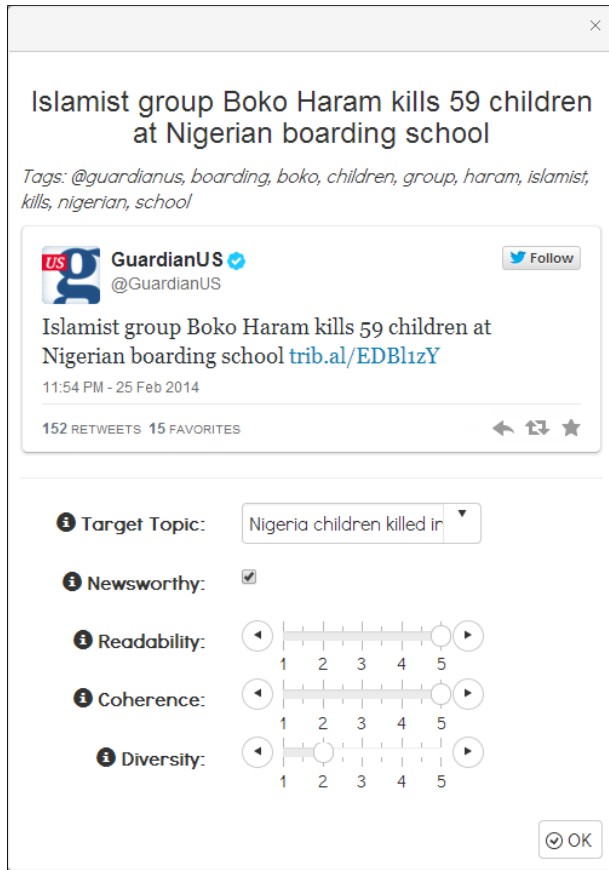 ×
Islamist group Boko Haram kills 59 children
at Nigerian boarding school
Tags: @guardianus, boarding, boko, children, group, haram, islamist,
kills, nigerian, school
US g
GuardianUS
@GuardianUS
Follow
Islamist group Boko Haram kills 59 children at
Nigerian boarding school trib.al/EDBl1zY
11:54 PM - 25 Feb 2014
152 RETWEETS 15 FAVORITES
Target Topic: Nigeria children killed in
Newsworthy:
Readability:
1 2 3 4 5
Coherence:
1 2 3 4 5
Diversity:
1 2 3 4 5
OK